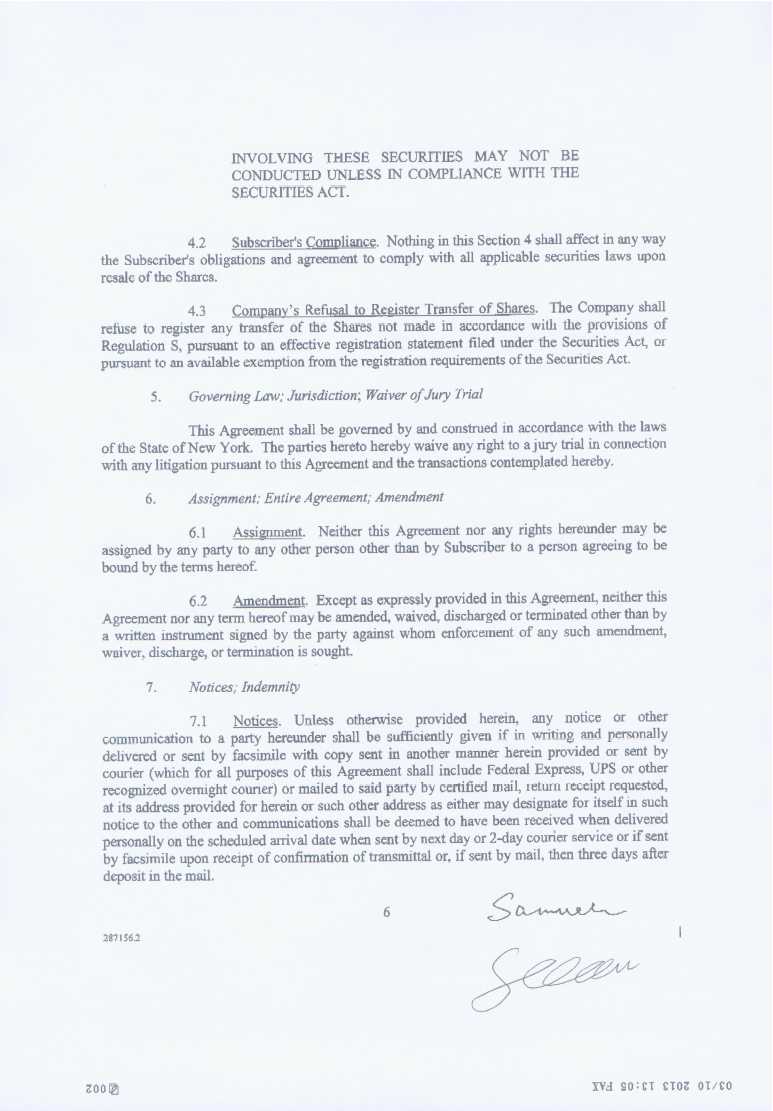 INVOLVING THESE SECURITIES MAY NOT BE
CONDUCTED UNLESS IN COMPLIANCE WITH THE
SECURITIES ACT.
4.2 Subscriber's Compliance. Nothing in this Section 4 shall affect in any way
the Subscriber's obligations and agreement to comply with all applicable securities laws upon
resale of the Shares.
4.3 Company's Refusal to Register Transfer of Shares. The Company shall
refuse to register any transfer of the Shares not made in accordance with the provisions of
Regulation S, pursuant to an effective registration statement filed under the Securities Act, or
pursuant to an available exemption from the registration requirements of the Securities Act.
5. Governing Law; Jurisdiction; Waiver of Jury Trial
This Agreement shall be governed by and construed in accordance with the laws
of the State of New York. The parties hereto hereby waive any right to a jury trial in connection
with any litigation pursuant to this Agreement and the transactions contemplated hereby.
6. Assignment; Entire Agreement; Amendment
6.1 Assignment. Neither this Agreement nor any rights hereunder may be
assigned by any party to any other person other than by Subscriber to a person agreeing to be
bound by the terms hereof.
6.2 Amendment. Except as expressly provided in this Agreement, neither this
Agreement nor any term hereof may be amended, waived, discharged or terminated other than by
a written instrument signed by the party against whom enforcement of any such amendment,
waiver, discharge, or termination is sought.
7. Notices; Indemnity
7.1 Notices. Unless otherwise provided herein, any notice or other
communication to a party hereunder shall be sufficiently given if in writing and personally
delivered or sent by facsimile with copy sent in another manner herein provided or sent by
courier (which for all purposes of this Agreement shall include Federal Express, UPS or other
recognized overnight courier) or mailed to said party by certified mail, return receipt requested,
at its address provided for herein or such other address as either may designate for itself in such
notice to the other and communications shall be deemed to have been received when delivered
personally on the scheduled arrival date when sent by next day or 2-day courier service or if sent
by facsimile upon receipt of confirmation of transmittal or, if sent by mail, then three days after
deposit in the mail.
6
Samuel
287156.2
002
03/10 2013 13:05 FAX